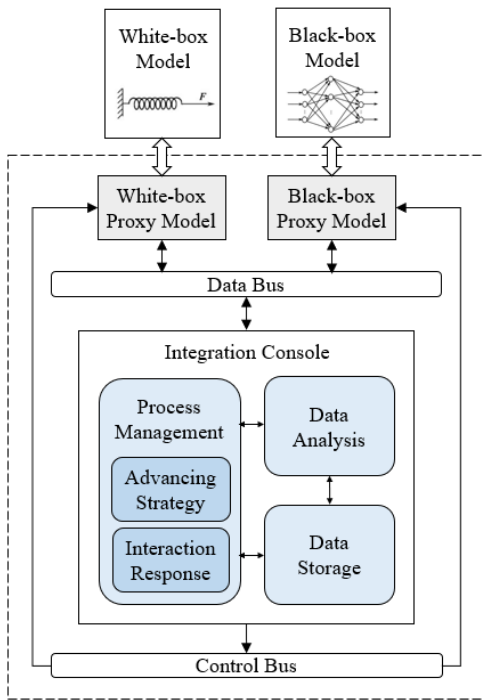 White-box
Model
F
Black-box
Model
White-box
Proxy Model
Black-box
Proxy Model
Data Bus
Integration Console
Process
Management
Advancing
Strategy
Interaction
Response
Data
Analysis
Data
Storage
Control Bus